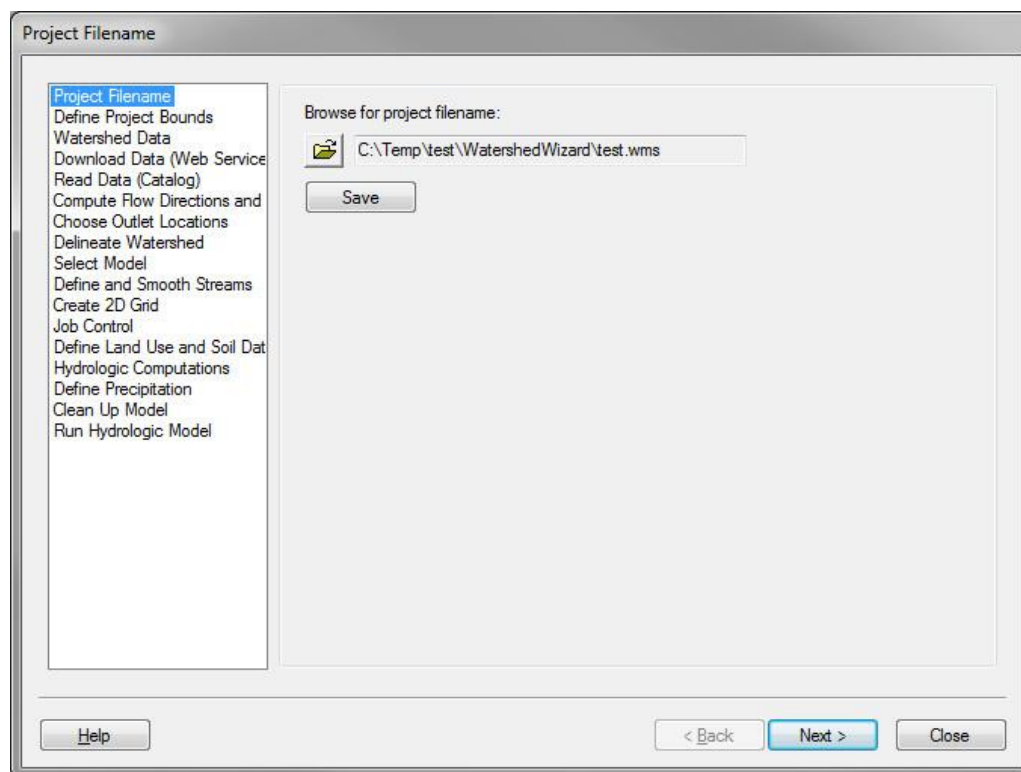 Project Filename
Project Filename
Define Project Bounds
Watershed Data
Download Data (Web Service
Read Data (Catalog)
Compute Flow Directions and
Choose Outlet Locations
Delineate Watershed
Select Model
Define and Smooth Streams
Create 2D Grid
Job Control
Define Land Use and Soil Dat
Hydrologic Computations
Define Precipitation
Clean Up Model
Run Hydrologic Model
Browse for project filename:
C:\Temp\test\WatershedWizard\test.wms
Save
Help
< Back
Next >
Close